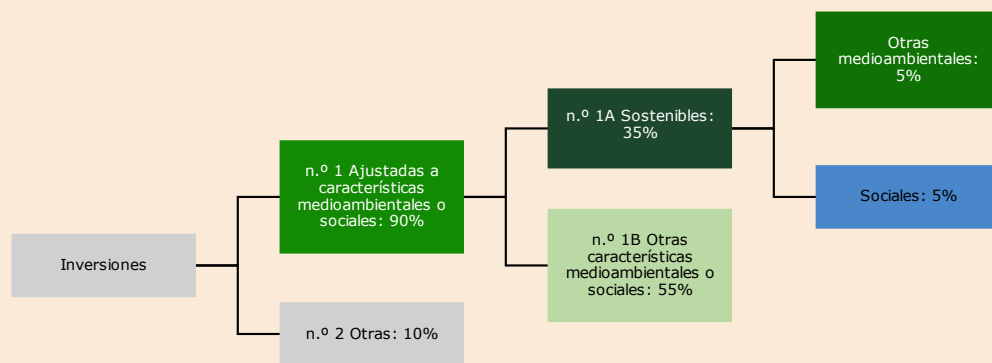 Otras
medioambientales:
5%
n.º 1A Sostenibles:
35%
n.º 1 Ajustadas a
características
medioambientales o
sociales: 90%
Sociales: 5%
n.º 1B Otras
características
medioambientales o
sociales: 55%
Inversiones
n.º 2 Otras: 10%